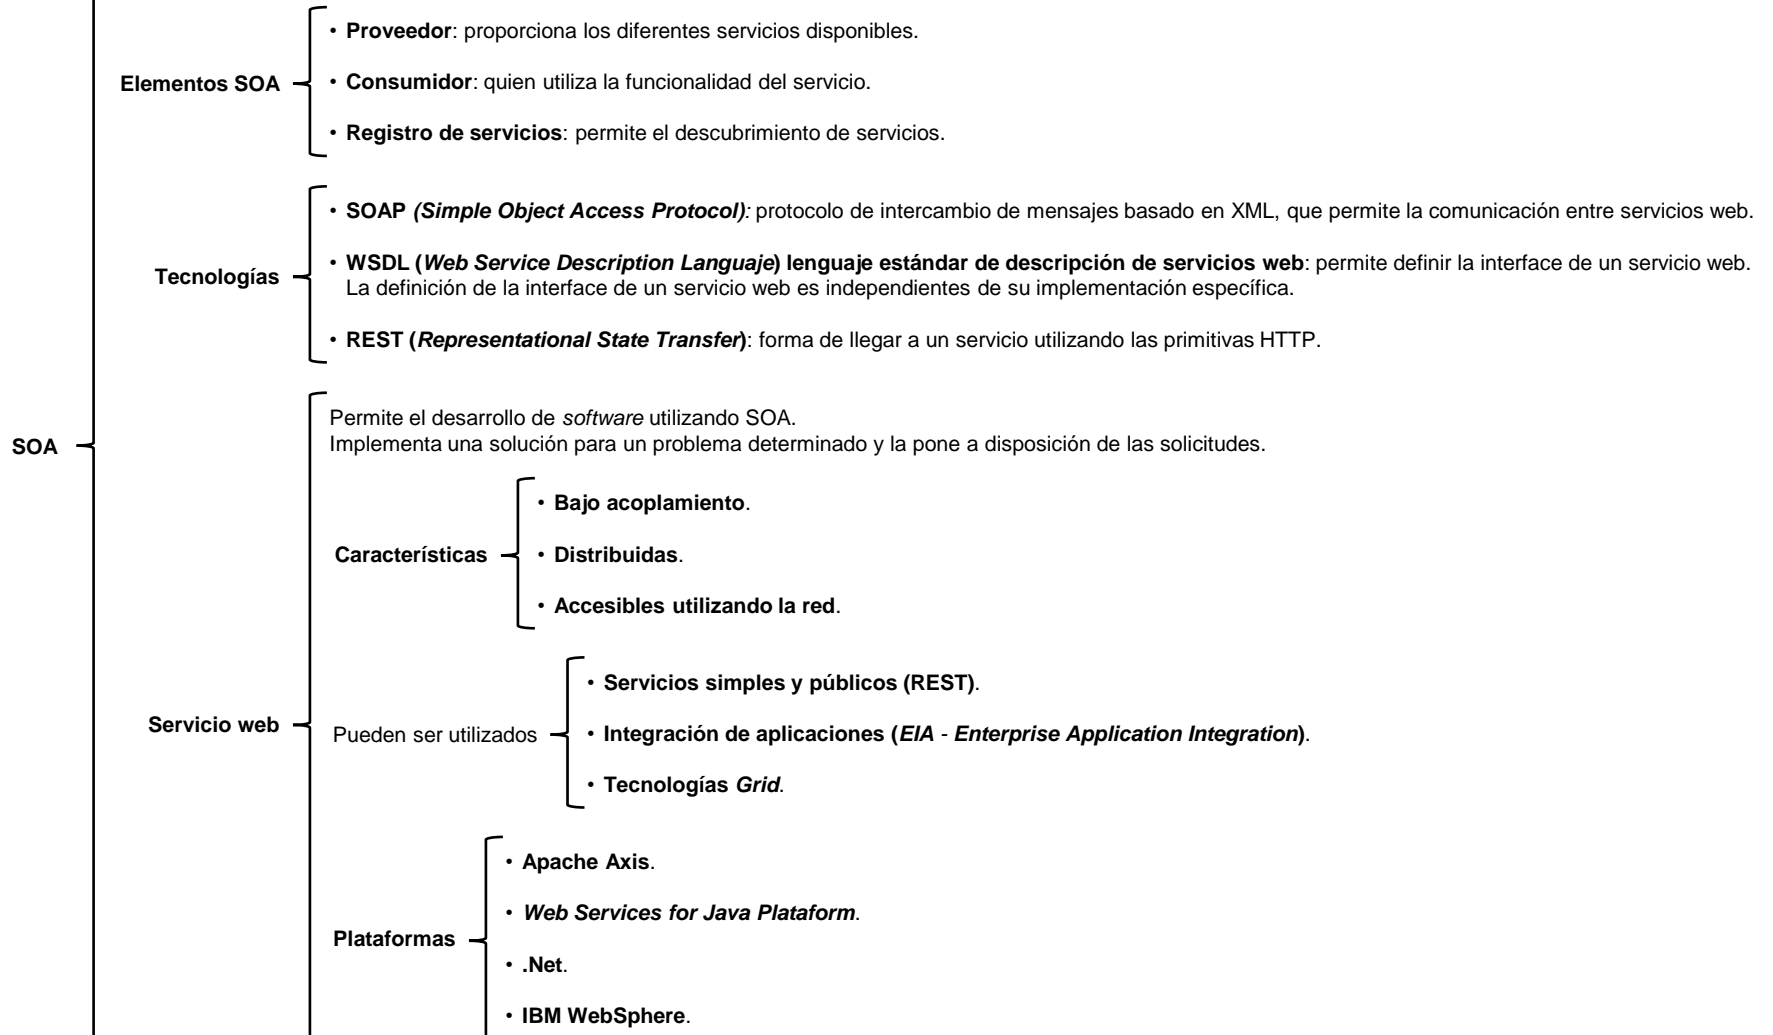 • Proveedor: proporciona los diferentes servicios disponibles.
Elementos SOA
• Consumidor: quien utiliza la funcionalidad del servicio.
• Registro de servicios: permite el descubrimiento de servicios.
• SOAP (Simple Object Access Protocol): protocolo de intercambio de mensajes basado en XML, que permite la comunicación entre servicios web.
Tecnologías
• WSDL (Web Service Description Languaje) lenguaje estándar de descripción de servicios web: permite definir la interface de un servicio web.
La definición de la interface de un servicio web es independientes de su implementación específica.
• REST (Representational State Transfer): forma de llegar a un servicio utilizando las primitivas HTTP.
SOA
Permite el desarrollo de software utilizando SOA.
Implementa una solución para un problema determinado y la pone a disposición de las solicitudes.
Características
• Bajo acoplamiento.
• Distribuidas.
• Accesibles utilizando la red.
Servicio web
Pueden ser utilizados
• Servicios simples y públicos (REST).
• Integración de aplicaciones (EIA - Enterprise Application Integration).
• Tecnologías Grid.
Plataformas
• Apache Axis.
• Web Services for Java Plataform.
• .Net.
• IBM WebSphere.